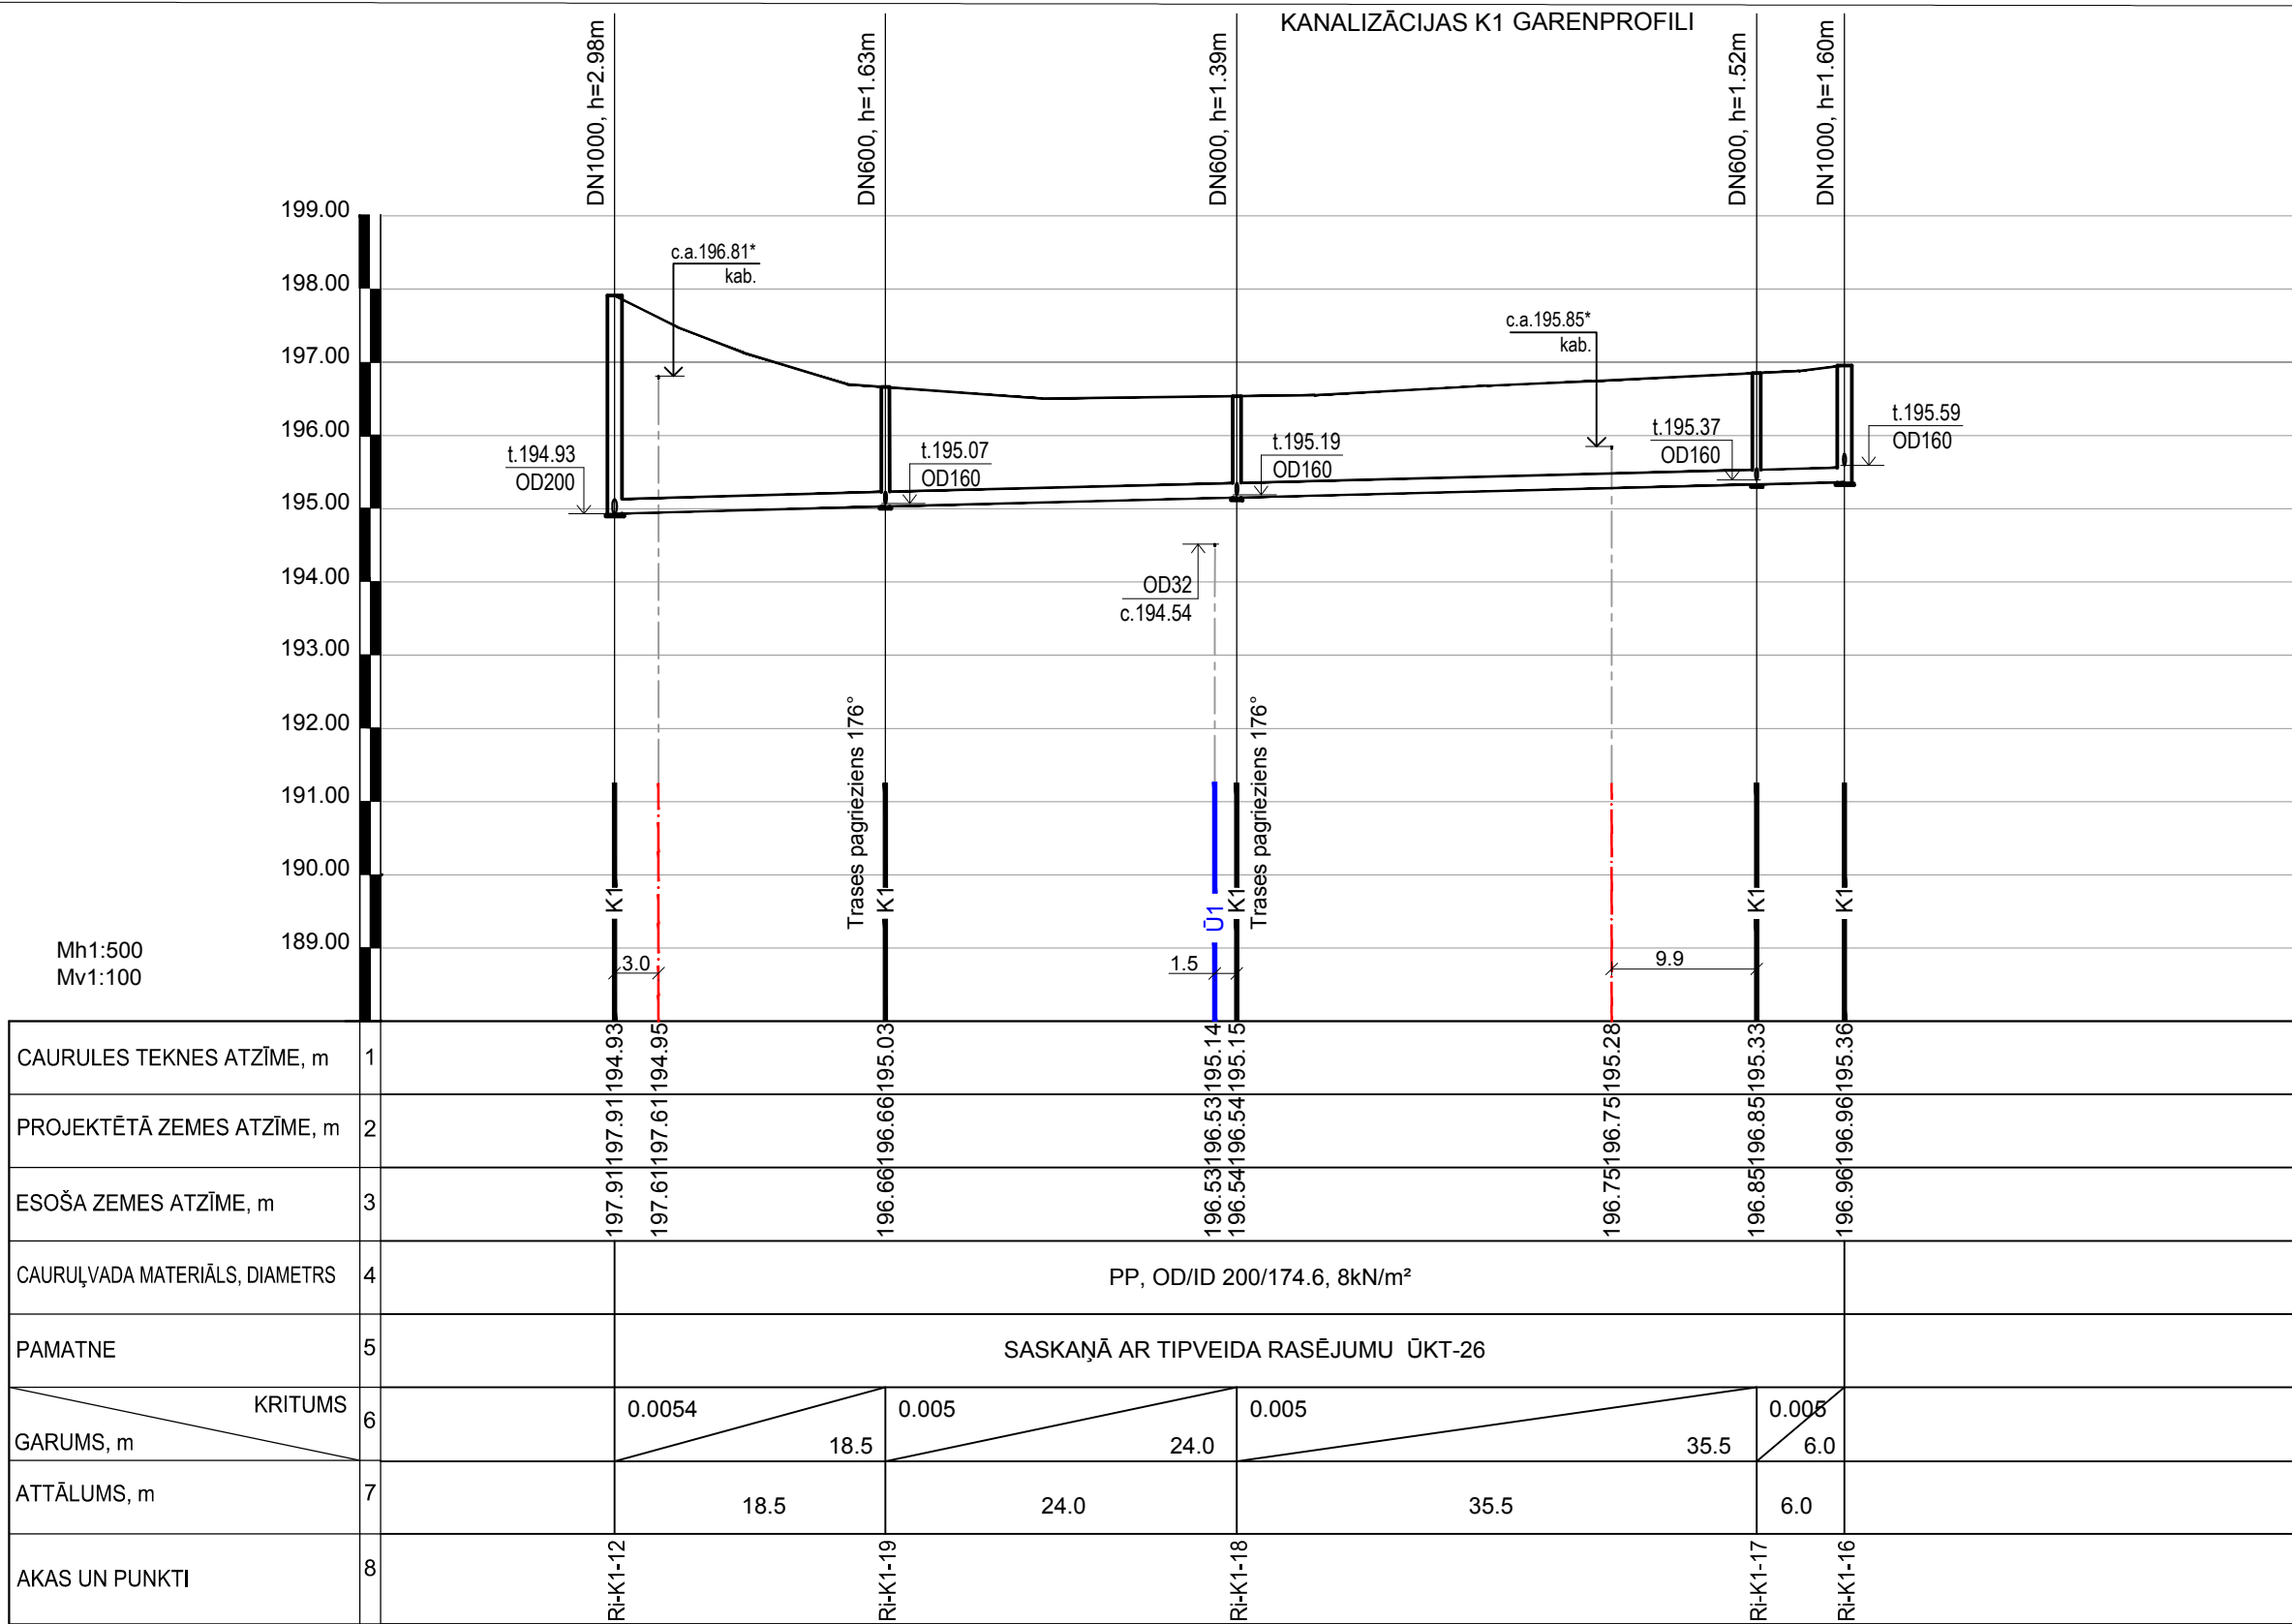 KANALIZĀCIJAS K1 GARENPROFILI
DN1000, h=2.98m
DN600, h=1.63m
DN600, h=1.39m
DN600, h=1.52m
DN1000, h=1.60m
199.00
198.00
197.00
196.00
195.00
194.00
193.00
192.00
191.00
190.00
189.00
c.a.196.81*
kab.
c.a.195.85*
kab.
t.194.93
OD200
t.195.07
OD160
t.195.19
OD160
t.195.37
OD160
t.195.59
OD160
OD32
c.194.54
Trases pagrieziens 176°
Trases pagrieziens 176°
K1
K1
Ū1
K1
K1
K1
Mh1:500
Mv1:100
3.0
1.5
9.9
CAURULES TEKNES ATZĪME, m 1 194.93 194.95 195.03 195.14 195.15 195.28 195.33 195.36
PROJEKTĒTĀ ZEMES ATZĪME, m 2 197.91 197.61 196.66 196.53 196.54 196.75 196.85 196.96
ESOŠA ZEMES ATZĪME, m 3 197.91 197.61 196.66 196.53 196.54 196.75 196.85 196.96
CAURUĻVADA MATERIĀLS, DIAMETRS 4 PP, OD/ID 200/174.6, 8kN/m²
PAMATNE 5 SASKAŅĀ AR TIPVEIDA RASĒJUMU ŪKT-26
KRITUMS 6 0.0054 0.005 0.005 0.005
GARUMS, m 18.5 24.0 35.5 6.0
ATTĀLUMS, m 7 18.5 24.0 35.5 6.0
AKAS UN PUNKTI 8 Ri-K1-12 Ri-K1-19 Ri-K1-18 Ri-K1-17 Ri-K1-16